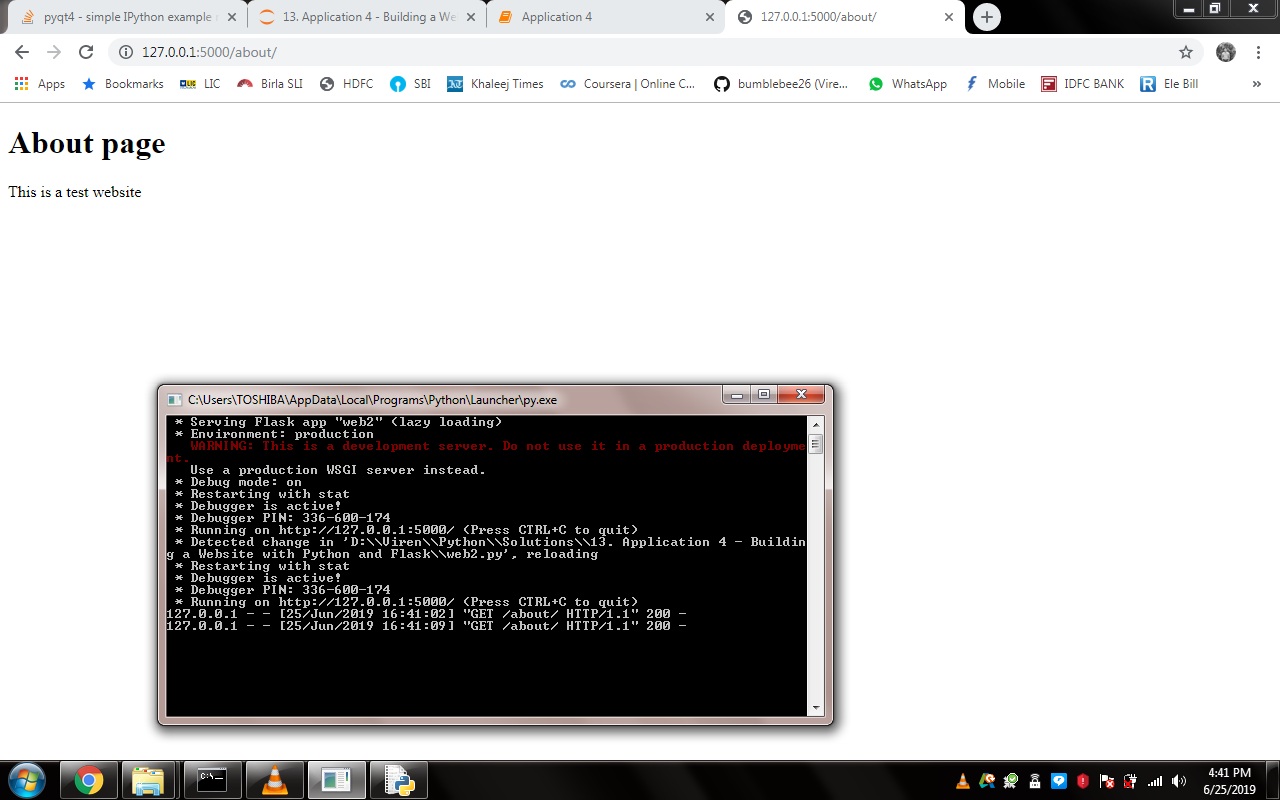 pyqt4 - simple IPython example
13. Application 4 - Building a We
Application 4
127.0.0.1:5000/about/
127.0.0.1:5000/about/
Apps
Bookmarks
LIC
Birla SLI
HDFC
SBI
Khaleej Times
Coursera | Online C...
bumblebee26 (Vire...
WhatsApp
Mobile
IDFC BANK
Ele Bill
»
About page
This is a test website
C:\Users\TOSHIBA\AppData\Local\Programs\Python\Launcher\py.exe
* Serving Flask app "web2" (lazy loading)
* Environment: production
WARNING: This is a development server. Do not use it in a production deployme
nt.
Use a production WSGI server instead.
* Debug mode: on
* Restarting with stat
* Debugger is active!
* Debugger PIN: 336-600-174
* Running on http://127.0.0.1:5000/ (Press CTRL+C to quit)
* Detected change in 'D:\\Viren\\Python\\Solutions\\13. Application 4 - Buildin
g a Website with Python and Flask\\web2.py', reloading
* Restarting with stat
* Debugger is active!
* Debugger PIN: 336-600-174
* Running on http://127.0.0.1:5000/ (Press CTRL+C to quit)
127.0.0.1 - - [25/Jun/2019 16:41:02] "GET /about/ HTTP/1.1" 200 -
127.0.0.1 - - [25/Jun/2019 16:41:09] "GET /about/ HTTP/1.1" 200 -
C:\_
4:41 PM
6/25/2019